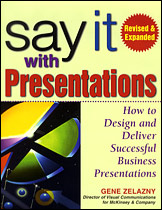 say it
Revised &
Expanded
with
Presentations
How to
Design and
Deliver
Successful
Business
Presentations
GENE ZELAZNY
Director of Visual Communications
for McKinsey & Company